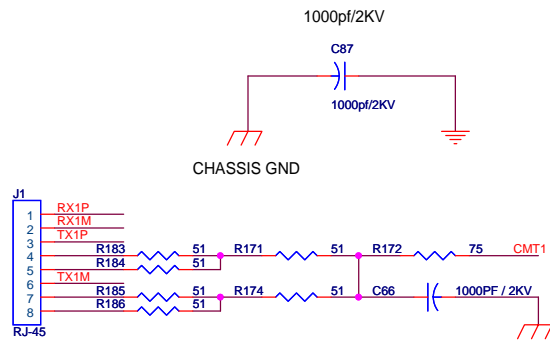 1000pf/2KV
C87
1000pf/2KV
CHASSIS GND
J1
1 RX1P
2 RX1M
3 TX1P
4 R183 51 R171 51 R172 75 CMT1
5 R184 51
6 TX1M
7 R185 51 R174 51 C66 1000PF / 2KV
8 R186 51
RJ-45